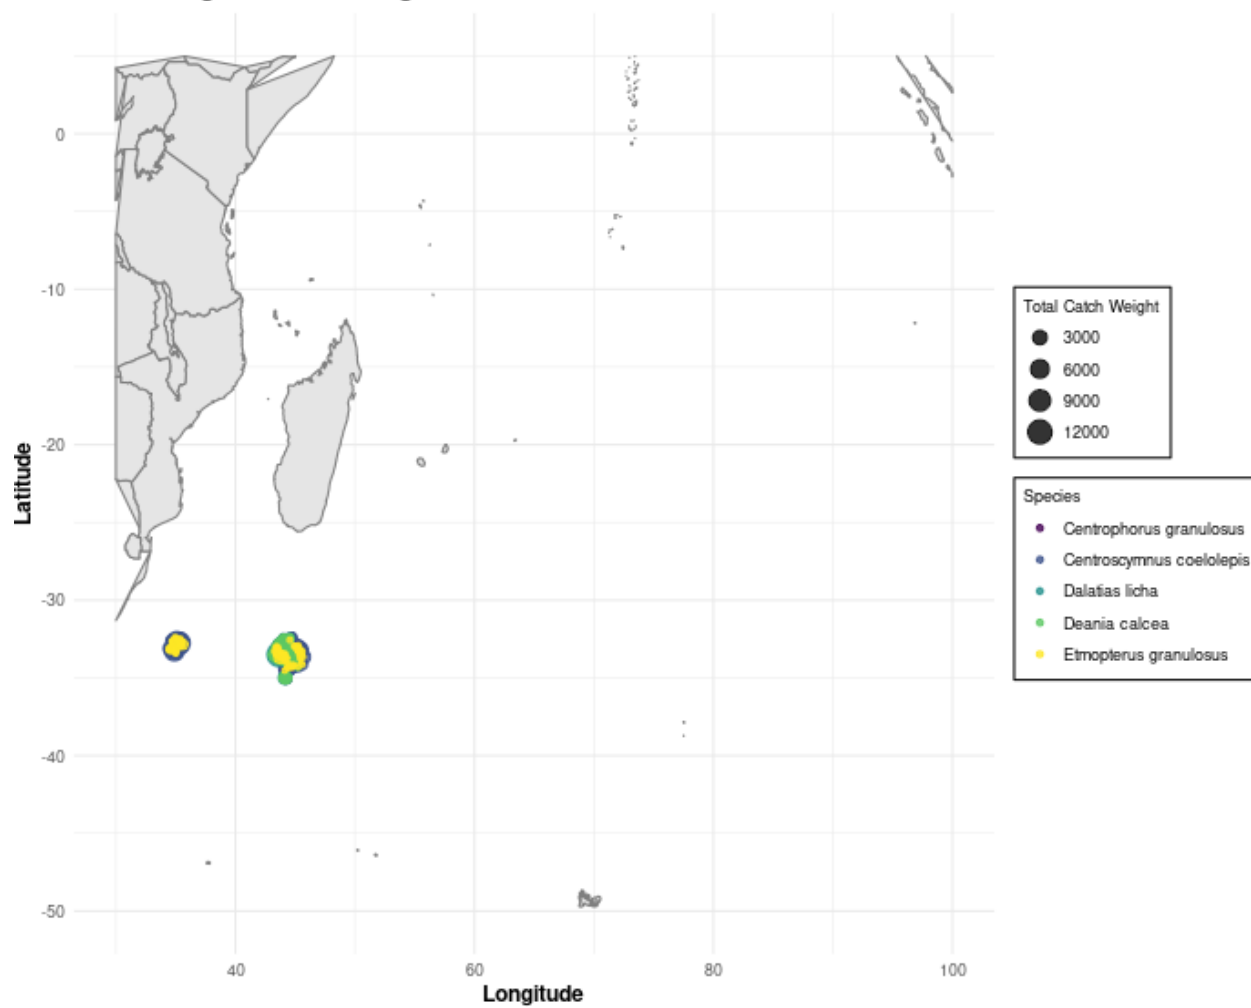 0
-10
-20
-30
-40
-50
Latitude
40
60
80
100
Longitude
Total Catch Weight
3000
6000
9000
12000
Species
Centrophorus granulosus
Centroscymnus coelolepis
Dalatias licha
Deania calcea
Etmopterus granulosus